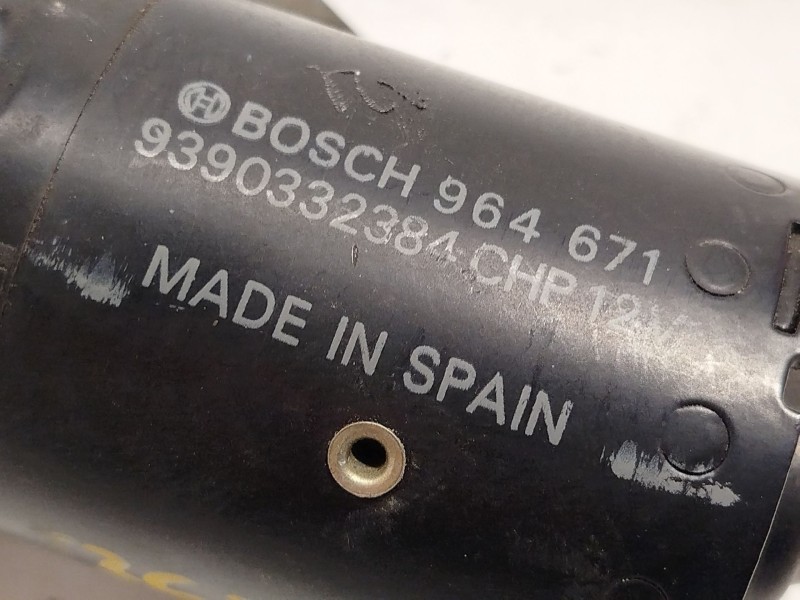 BOSCH 964 671
9390332384 CHP 12V
MADE IN SPAIN